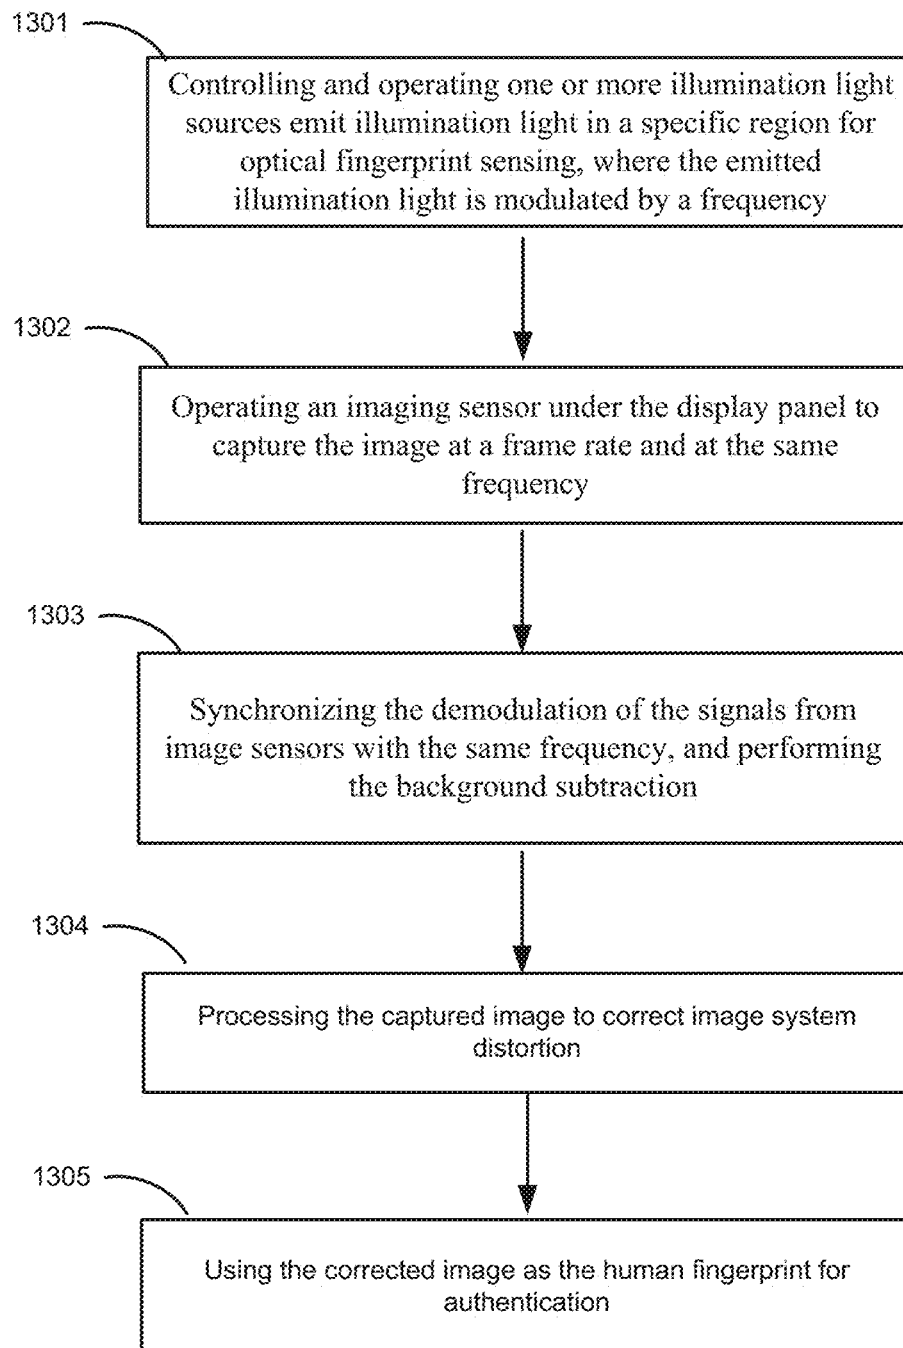 1301
Controlling and operating one or more illumination light
sources emit illumination light in a specific region for
optical fingerprint sensing, where the emitted
illumination light is modulated by a frequency
1302
Operating an imaging sensor under the display panel to
capture the image at a frame rate and at the same
frequency
1303
Synchronizing the demodulation of the signals from
image sensors with the same frequency, and performing
the background subtraction
1304
Processing the captured image to correct image system
distortion
1305
Using the corrected image as the human fingerprint for
authentication